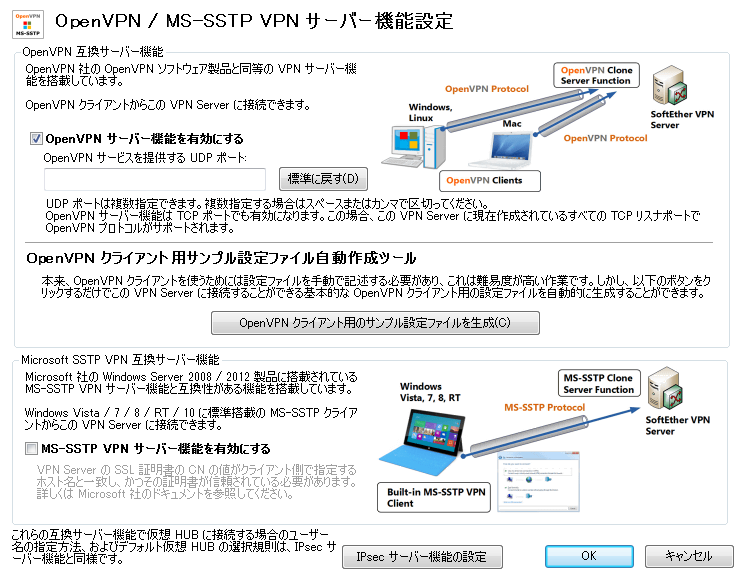 MS-SSTP
OpenVPN / MS-SSTP VPN サーバー機能設定
OpenVPN 互換サーバー機能
OpenVPN 社の OpenVPN ソフトウェア製品と同等の VPN サーバー機
能を搭載しています。
OpenVPN クライアントからこの VPN Server に接続できます。
OpenVPN Clone
Server Function
OpenVPN Protocol
Windows,
Linux
Mac
SoftEther VPN
Server
OpenVPN Protocol
OpenVPN Clients
OpenVPN サーバー機能を有効にする
OpenVPN サービスを提供する UDP ポート:
標準に戻す(D)
UDP ポートは複数指定できます。複数指定する場合はスペースまたはカンマで区切ってください。
OpenVPN サーバー機能は TCP ポートでも有効になります。この場合、この VPN Server に現在作成されているすべての TCP リスナポートで
OpenVPN プロトコルがサポートされます。
OpenVPN クライアント用サンプル設定ファイル自動作成ツール
本来、OpenVPN クライアントを使うためには設定ファイルを手動で記述する必要があり、これは難易度が高い作業です。しかし、以下のボタンをク
リックするだけでこの VPN Server に接続することができる基本的な OpenVPN クライアント用の設定ファイルを自動的に生成することができます。
OpenVPN クライアント用のサンプル設定ファイルを生成(C)
Microsoft SSTP VPN 互換サーバー機能
Microsoft 社の Windows Server 2008 / 2012 製品に搭載されている
MS-SSTP VPN サーバー機能と互換性がある機能を搭載しています。
Windows Vista / 7 / 8 / RT / 10 に標準搭載の MS-SSTP クライア
ントからこの VPN Server に接続できます。
MS-SSTP VPN サーバー機能を有効にする
VPN Server の SSL 証明書の CN の値がクライアント側で指定する
ホスト名と一致し、かつその証明書が信頼されている必要があります。
詳しくは Microsoft 社のドキュメントを参照してください。
Windows
Vista, 7, 8, RT
MS-SSTP Clone
Server Function
MS-SSTP Protocol
SoftEther VPN
Server
Built-in MS-SSTP VPN
Client
これらの互換サーバー機能で仮想 HUB に接続する場合のユーザー
名の指定方法、およびデフォルト仮想 HUB の選択規則は、IPsec サ
ーバー機能と同様です。
IPsec サーバー機能の設定
OK
キャンセル